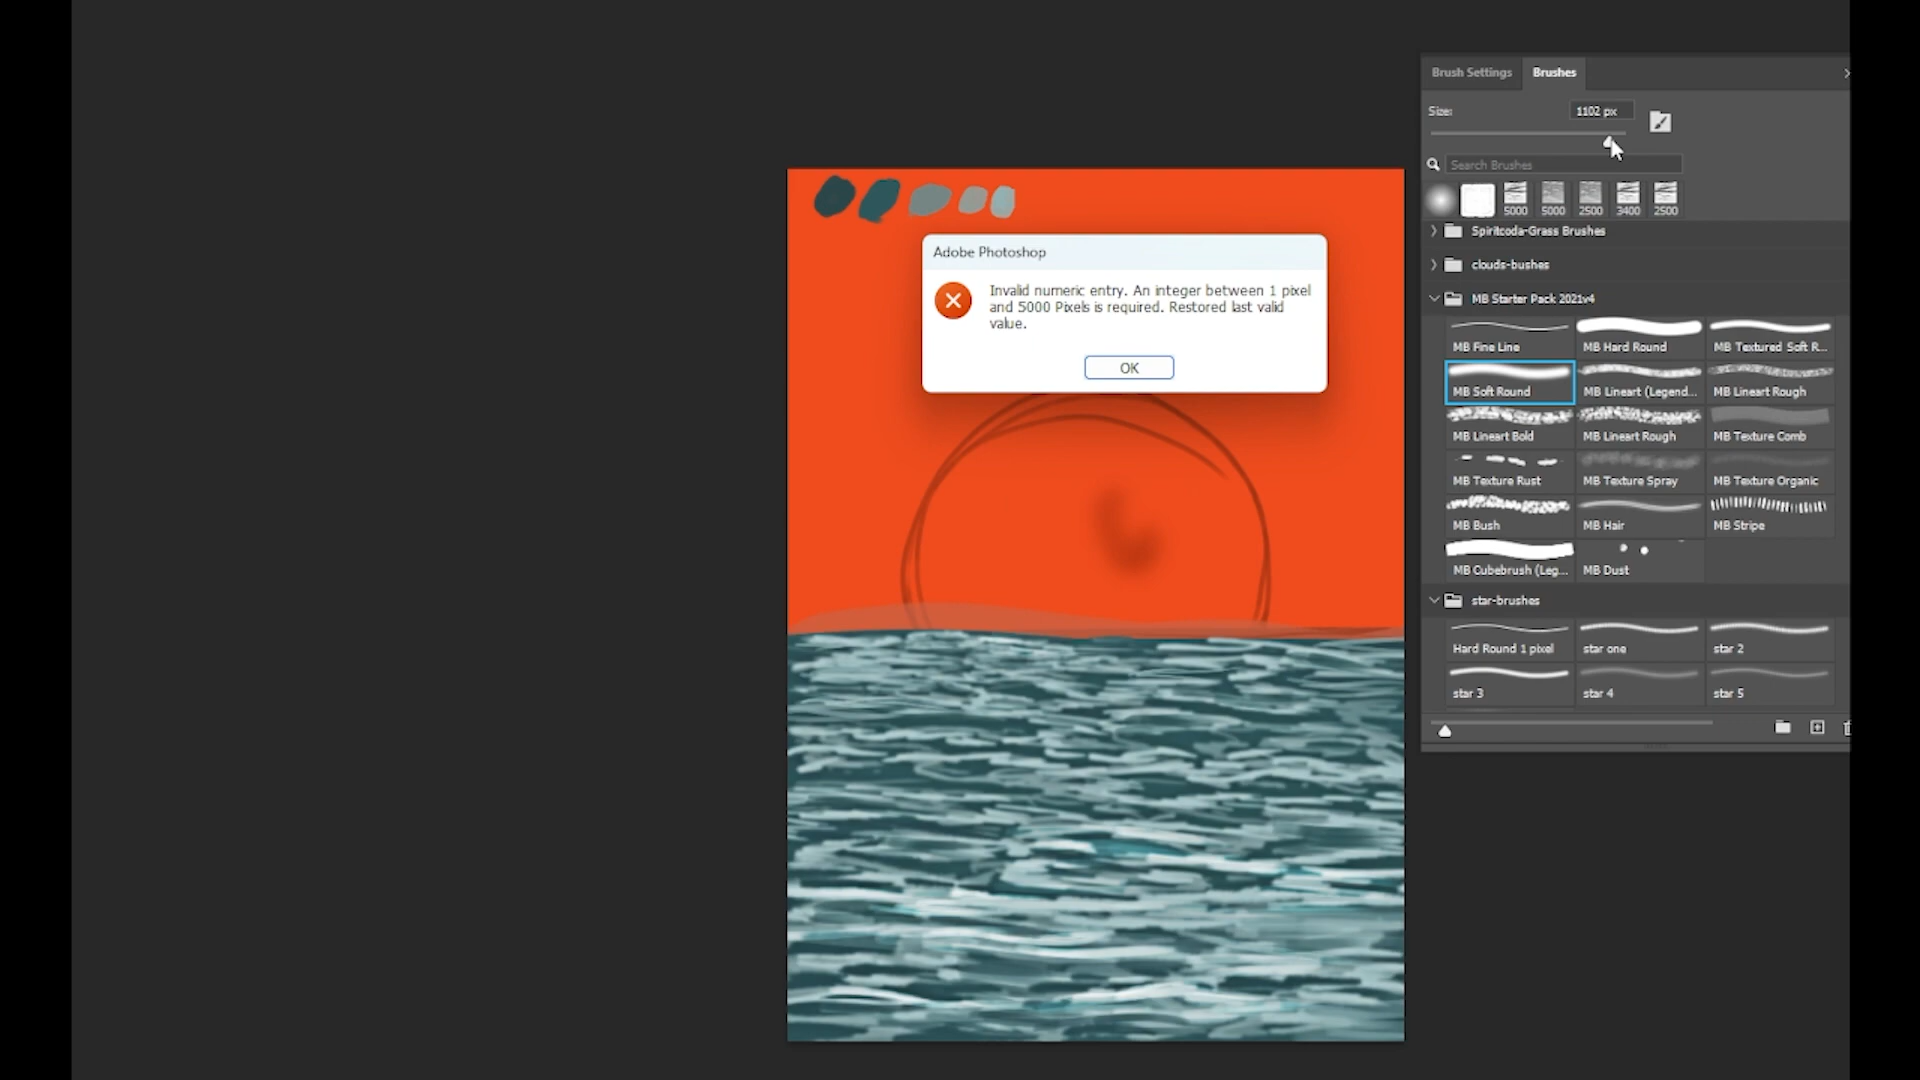 Brush Settings
Brushes
Size:
1102 px
Search Brushes
5000
5000
2500
3400
2500
Spiritcoda-Grass Brushes
clouds-bushes
MB Starter Pack 2021v4
MB Fine Line
MB Hard Round
MB Textured Soft R...
MB Soft Round
MB Lineart (Legend...
MB Lineart Rough
MB Lineart Bold
MB Lineart Rough
MB Texture Comb
MB Texture Rust
MB Texture Spray
MB Texture Organic
MB Bush
MB Hair
MB Stripe
MB Cubebrush (Leg...
MB Dust
star-brushes
Hard Round 1 pixel
star one
star 2
star 3
star 4
star 5
Adobe Photoshop
Invalid numeric entry. An integer between 1 pixel
and 5000 Pixels is required. Restored last valid
value.
OK